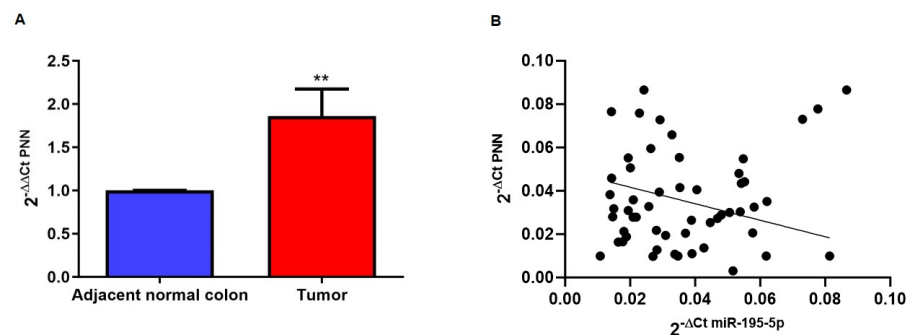 A
2^-ΔΔCt PNN
2.5
2.0
1.5
1.0
0.5
0.0
**
Adjacent normal colon
Tumor
B
2^-ΔCt PNN
0.10
0.08
0.06
0.04
0.02
0.00
0.00 0.02 0.04 0.06 0.08 0.10
2^-ΔCt miR-195-5p